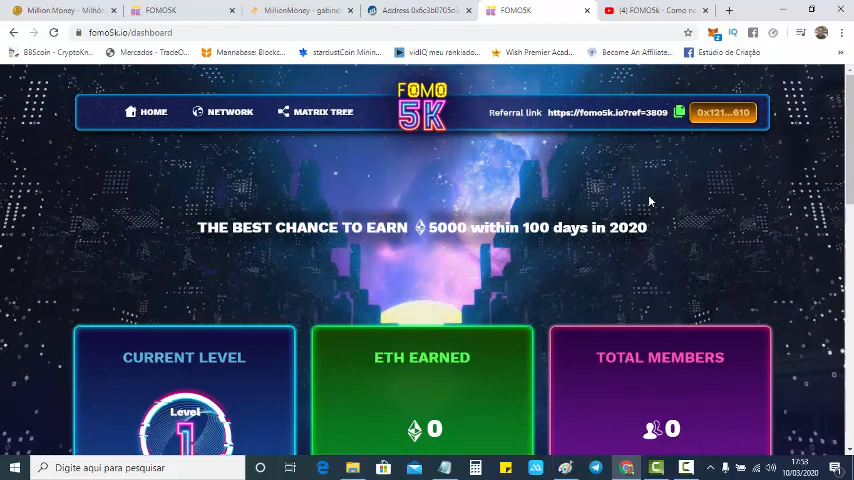 Million.Money - Milhõ
FOMO5K
MillionMoney - gabine
Address 0x6c3b0705d
FOMO5K
(4) FOMO5k - Como n
fomo5k.io/dashboard
BBScoin - CryptoKn...
Mercados - TradeO...
Mannabase: Blockc...
stardustCoin Minin...
vidIQ meu rankiado...
Wish Premier Acade...
Become An Affiliate...
Estúdio de Criação
»
FOMO
5K
HOME
NETWORK
MATRIX TREE
Referral link https://fomo5k.io?ref=3809
0x121...610
THE BEST CHANCE TO EARN 5000 within 100 days in 2020
CURRENT LEVEL
ETH EARNED
TOTAL MEMBERS
Level
1
0
0
Digite aqui para pesquisar
17:53
10/03/2020